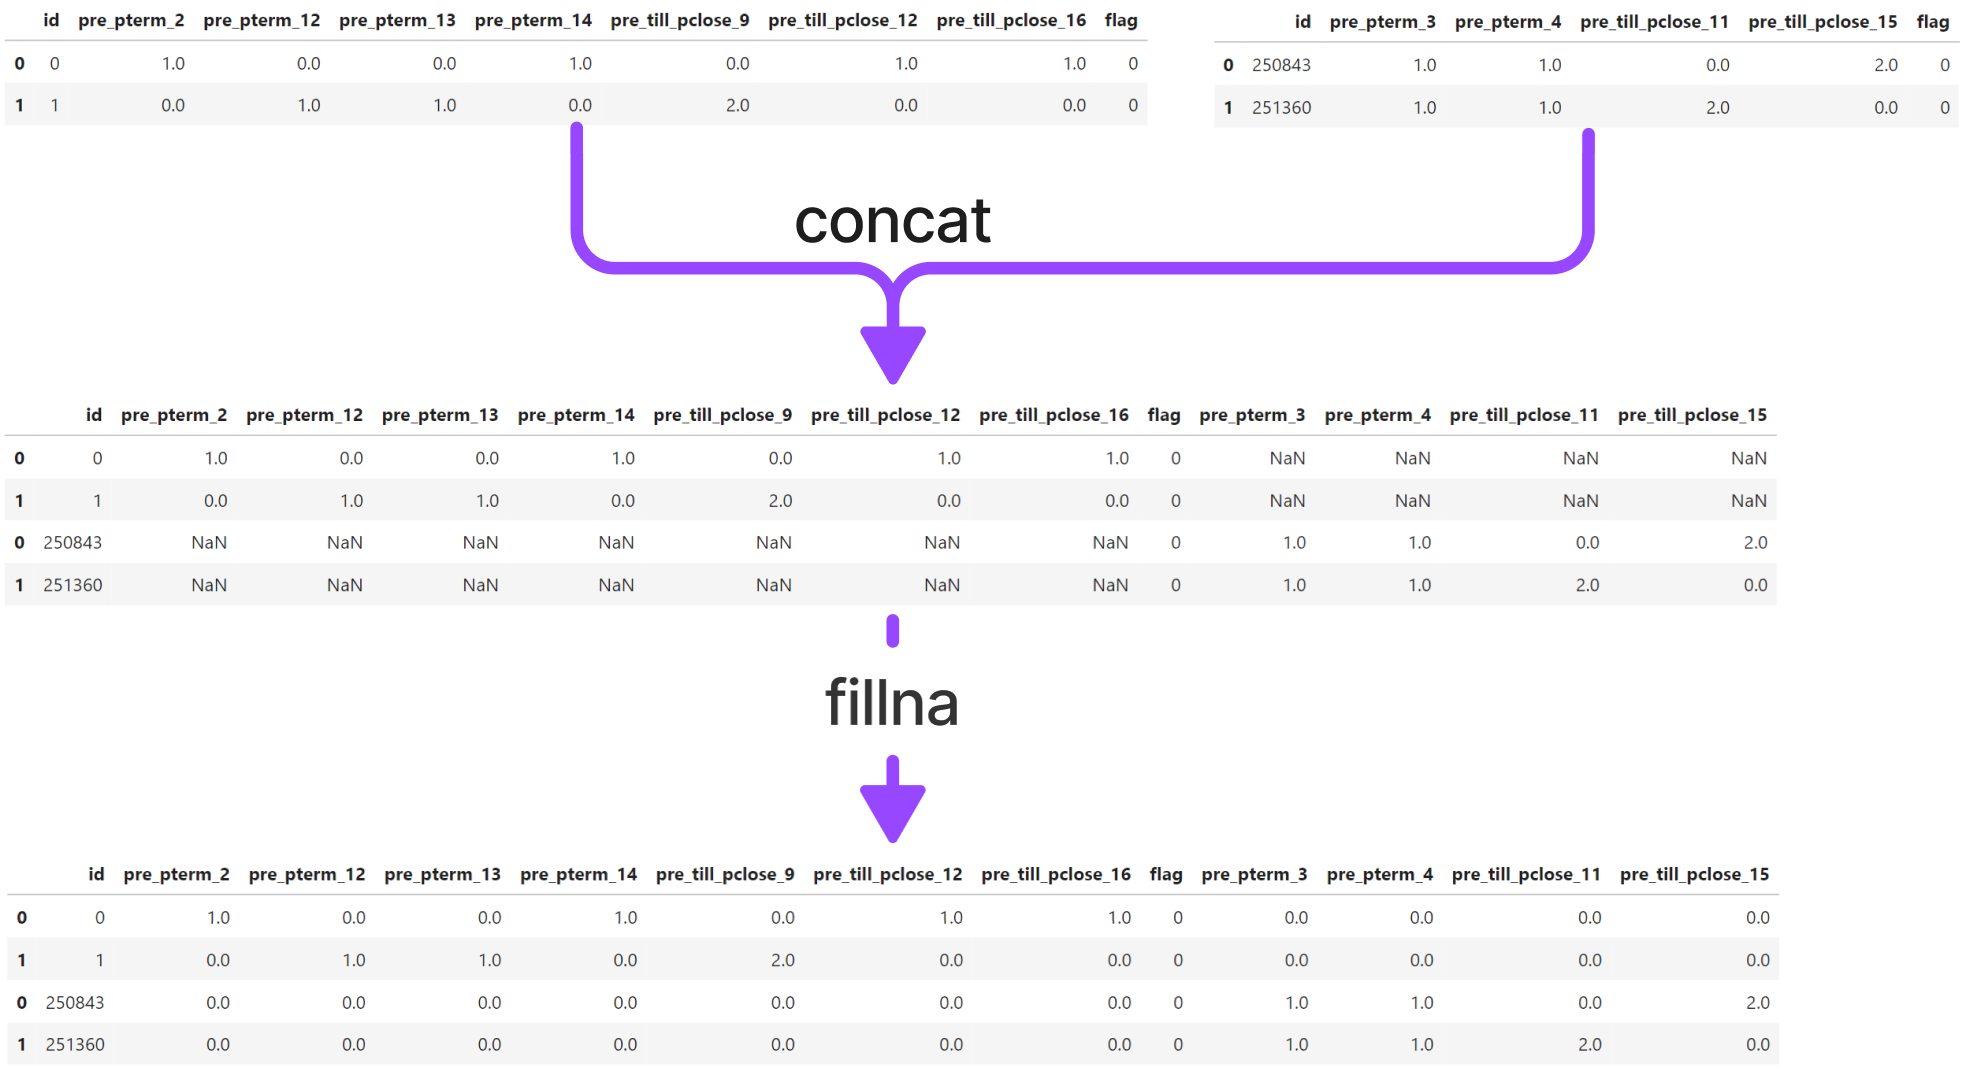 id pre_pterm_2 pre_pterm_12 pre_pterm_13 pre_pterm_14 pre_till_pclose_9 pre_till_pclose_12 pre_till_pclose_16 flag
0 0 1.0 0.0 0.0 1.0 0.0 1.0 1.0 0
1 1 0.0 1.0 1.0 0.0 2.0 0.0 0.0 0
id pre_pterm_3 pre_pterm_4 pre_till_pclose_11 pre_till_pclose_15 flag
0 250843 1.0 1.0 0.0 2.0 0
1 251360 1.0 1.0 2.0 0.0 0
concat
id pre_pterm_2 pre_pterm_12 pre_pterm_13 pre_pterm_14 pre_till_pclose_9 pre_till_pclose_12 pre_till_pclose_16 flag pre_pterm_3 pre_pterm_4 pre_till_pclose_11 pre_till_pclose_15
0 0 1.0 0.0 0.0 1.0 0.0 1.0 1.0 0 NaN NaN NaN NaN
1 1 0.0 1.0 1.0 0.0 2.0 0.0 0.0 0 NaN NaN NaN NaN
0 250843 NaN NaN NaN NaN NaN NaN NaN 0 1.0 1.0 0.0 2.0
1 251360 NaN NaN NaN NaN NaN NaN NaN 0 1.0 1.0 2.0 0.0
fillna
id pre_pterm_2 pre_pterm_12 pre_pterm_13 pre_pterm_14 pre_till_pclose_9 pre_till_pclose_12 pre_till_pclose_16 flag pre_pterm_3 pre_pterm_4 pre_till_pclose_11 pre_till_pclose_15
0 0 1.0 0.0 0.0 1.0 0.0 1.0 1.0 0 0.0 0.0 0.0 0.0
1 1 0.0 1.0 1.0 0.0 2.0 0.0 0.0 0 0.0 0.0 0.0 0.0
0 250843 0.0 0.0 0.0 0.0 0.0 0.0 0.0 0 1.0 1.0 0.0 2.0
1 251360 0.0 0.0 0.0 0.0 0.0 0.0 0.0 0 1.0 1.0 2.0 0.0